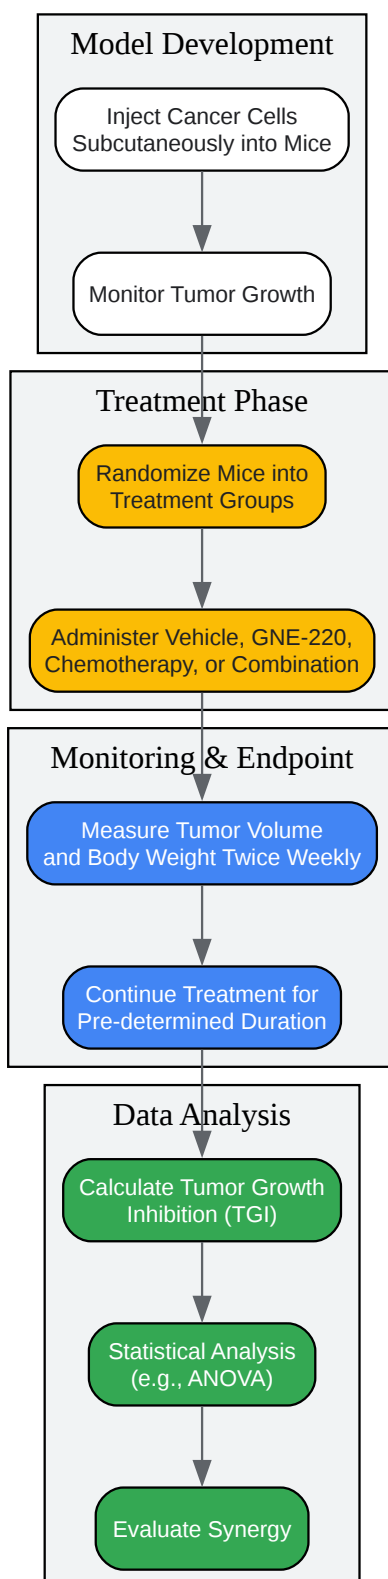 Model Development
Inject Cancer Cells
Subcutaneously into Mice
Monitor Tumor Growth
Treatment Phase
Randomize Mice into
Treatment Groups
Administer Vehicle, GNE-220,
Chemotherapy, or Combination
Monitoring & Endpoint
Measure Tumor Volume
and Body Weight Twice Weekly
Continue Treatment for
Pre-determined Duration
Data Analysis
Calculate Tumor Growth
Inhibition (TGI)
Statistical Analysis
(e.g., ANOVA)
Evaluate Synergy